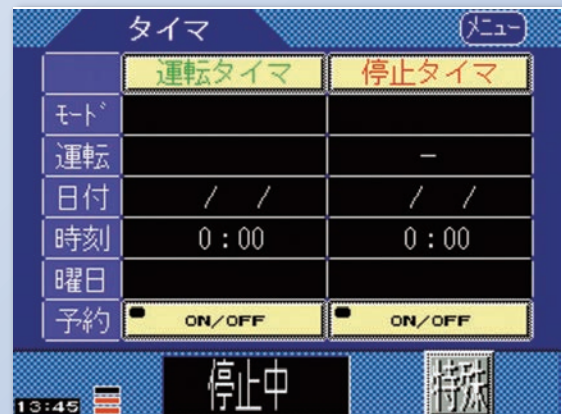 タイマ メニュー
運転タイマ 停止タイマ
モード
運転 －
日付 / / / /
時刻 0:00 0:00
曜日
予約 ON/OFF ON/OFF
13:45 停止中 特殊